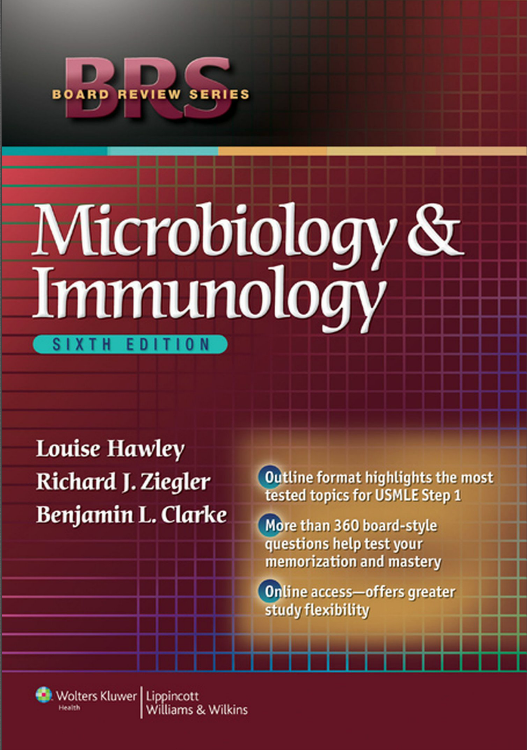 BRS
BOARD REVIEW SERIES
Microbiology &
Immunology
SIXTH EDITION
Louise Hawley
Richard J. Ziegler
Benjamin L. Clarke
Outline format highlights the most
tested topics for USMLE Step 1
More than 360 board-style
questions help test your
memorization and mastery
Online access—offers greater
study flexibility
Wolters Kluwer
Health
Lippincott
Williams & Wilkins